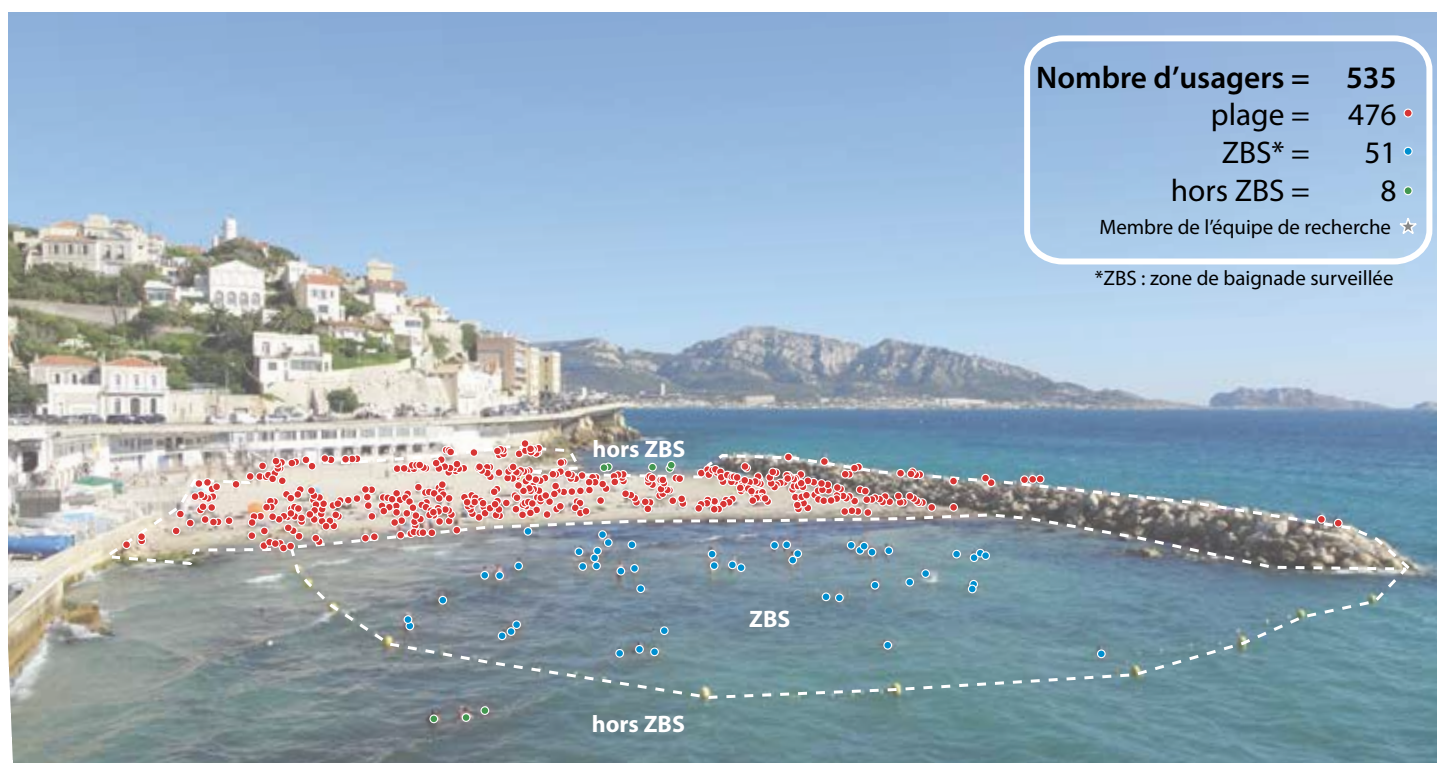 Nombre d'usagers = 535
plage = 476
ZBS* = 51
hors ZBS = 8
Membre de l'équipe de recherche
*ZBS : zone de baignade surveillée
hors ZBS
ZBS
hors ZBS